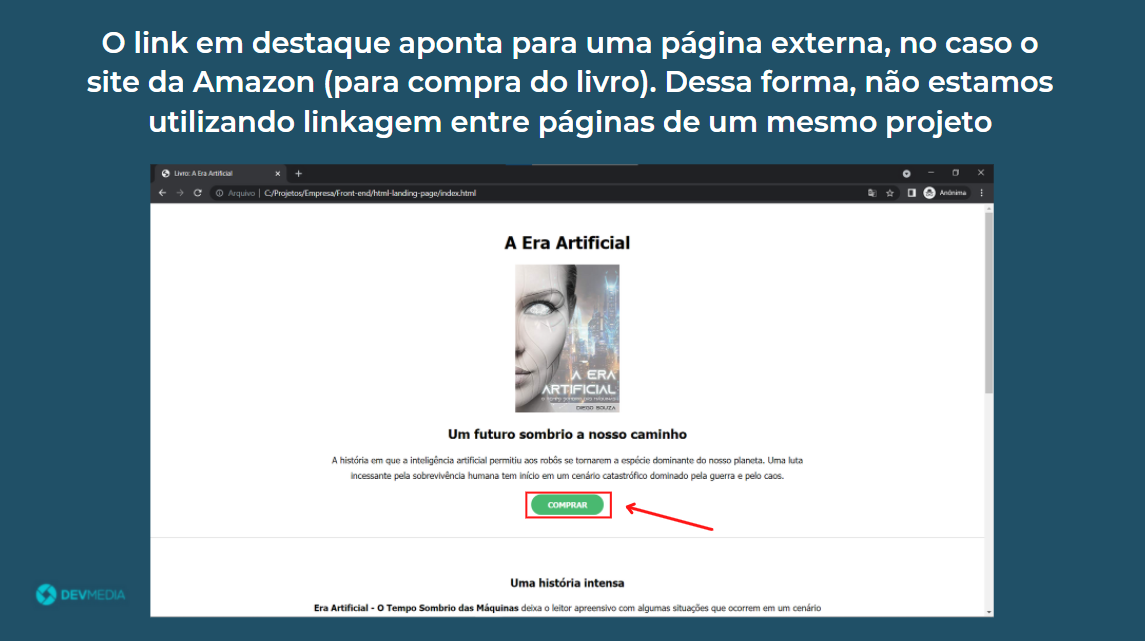 O link em destaque aponta para uma página externa, no caso o
site da Amazon (para compra do livro). Dessa forma, não estamos
utilizando linkagem entre páginas de um mesmo projeto
Livro: A Era Artificial
Arquivo | C:/Projetos/Empresa/Front-end/html-landing-page/index.html
Anônima
A Era Artificial
A ERA
ARTIFICIAL
DIEGO SOUZA
Um futuro sombrio a nosso caminho
A história em que a inteligência artificial permitiu aos robôs se tornarem a espécie dominante do nosso planeta. Uma luta
incessante pela sobrevivência humana tem início em um cenário catastrófico dominado pela guerra e pelo caos.
COMPRAR
Uma história intensa
DEVMEDIA
Era Artificial - O Tempo Sombrio das Máquinas deixa o leitor apreensivo com algumas situações que ocorrem em um cenário